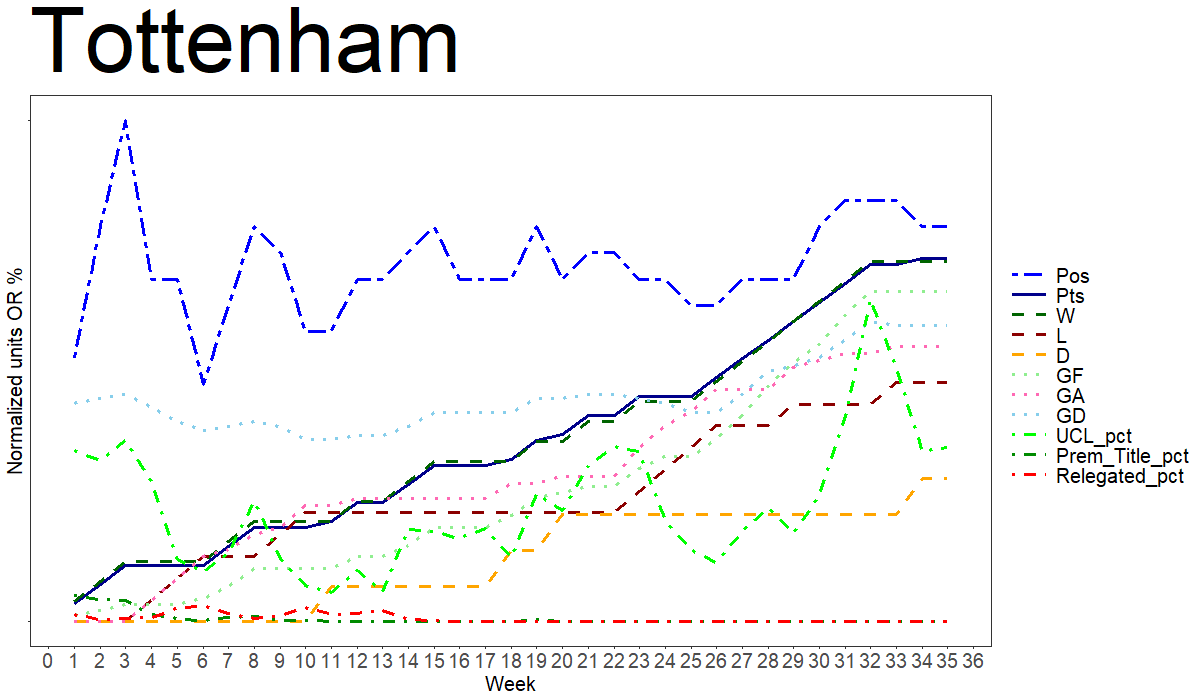 Tottenham
Normalized units OR %
0 1 2 3 4 5 6 7 8 9 10 11 12 13 14 15 16 17 18 19 20 21 22 23 24 25 26 27 28 29 30 31 32 33 34 35 36
Week
Pos
Pts
W
L
D
GF
GA
GD
UCL_pct
Prem_Title_pct
Relegated_pct